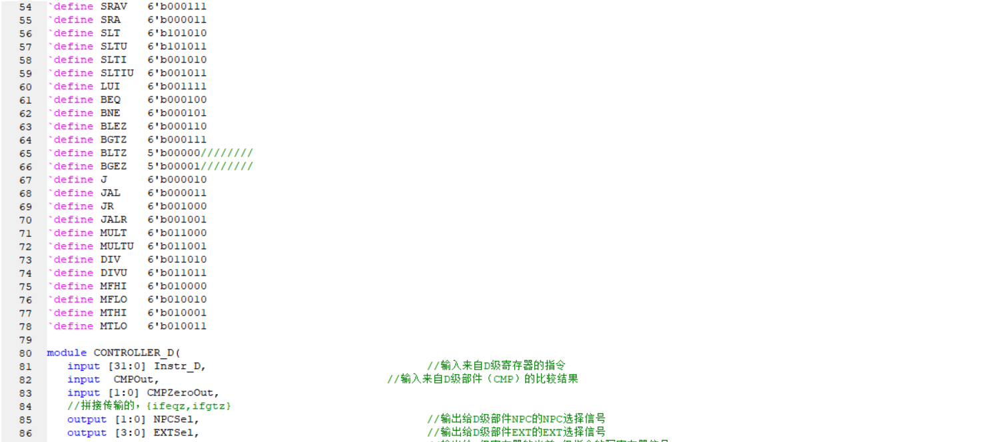 54 `define SRAV 6'b000111
55 `define SRA 6'b000011
56 `define SLT 6'b101010
57 `define SLTU 6'b101011
58 `define SLTI 6'b001010
59 `define SLTIU 6'b001011
60 `define LUI 6'b001111
61 `define BEQ 6'b000100
62 `define BNE 6'b000101
63 `define BLEZ 6'b000110
64 `define BGTZ 6'b000111
65 `define BLTZ 5'b00000////////
66 `define BGEZ 5'b00001////////
67 `define J 6'b000010
68 `define JAL 6'b000011
69 `define JR 6'b001000
70 `define JALR 6'b001001
71 `define MULT 6'b011000
72 `define MULTU 6'b011001
73 `define DIV 6'b011010
74 `define DIVU 6'b011011
75 `define MFHI 6'b010000
76 `define MFLO 6'b010010
77 `define MTHI 6'b010001
78 `define MTLO 6'b010011
79
80 module CONTROLLER_D(
81 input [31:0] Instr_D, //输入来自D级寄存器的指令
82 input CMPOut, //输入来自D级部件（CMP）的比较结果
83 input [1:0] CMPZeroOut,
84 //拼接传输的，{ifeqz,ifgtz}
85 output [1:0] NPCSel, //输出给D级部件NPC的NPC选择信号
86 output [3:0] EXTSel, //输出给D级部件EXT的EXT选择信号